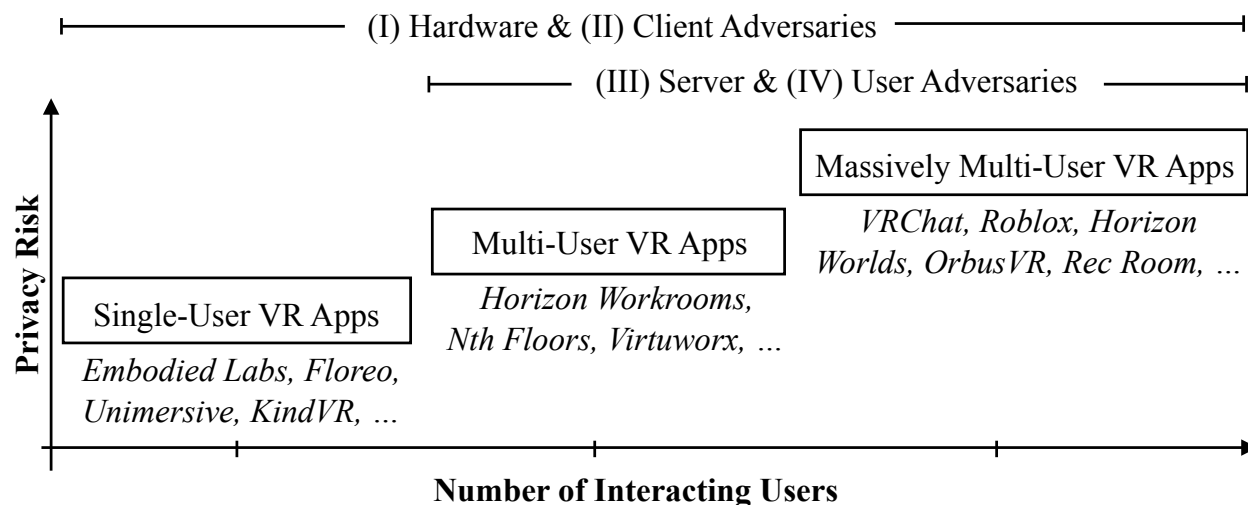 (I) Hardware & (II) Client Adversaries
(III) Server & (IV) User Adversaries
Massively Multi-User VR Apps
VRChat, Roblox, Horizon
Worlds, OrbusVR, Rec Room, …
Multi-User VR Apps
Horizon Workrooms,
Nth Floors, Virtuworx, …
Single-User VR Apps
Embodied Labs, Floreo,
Unimersive, KindVR, …
Privacy Risk
Number of Interacting Users